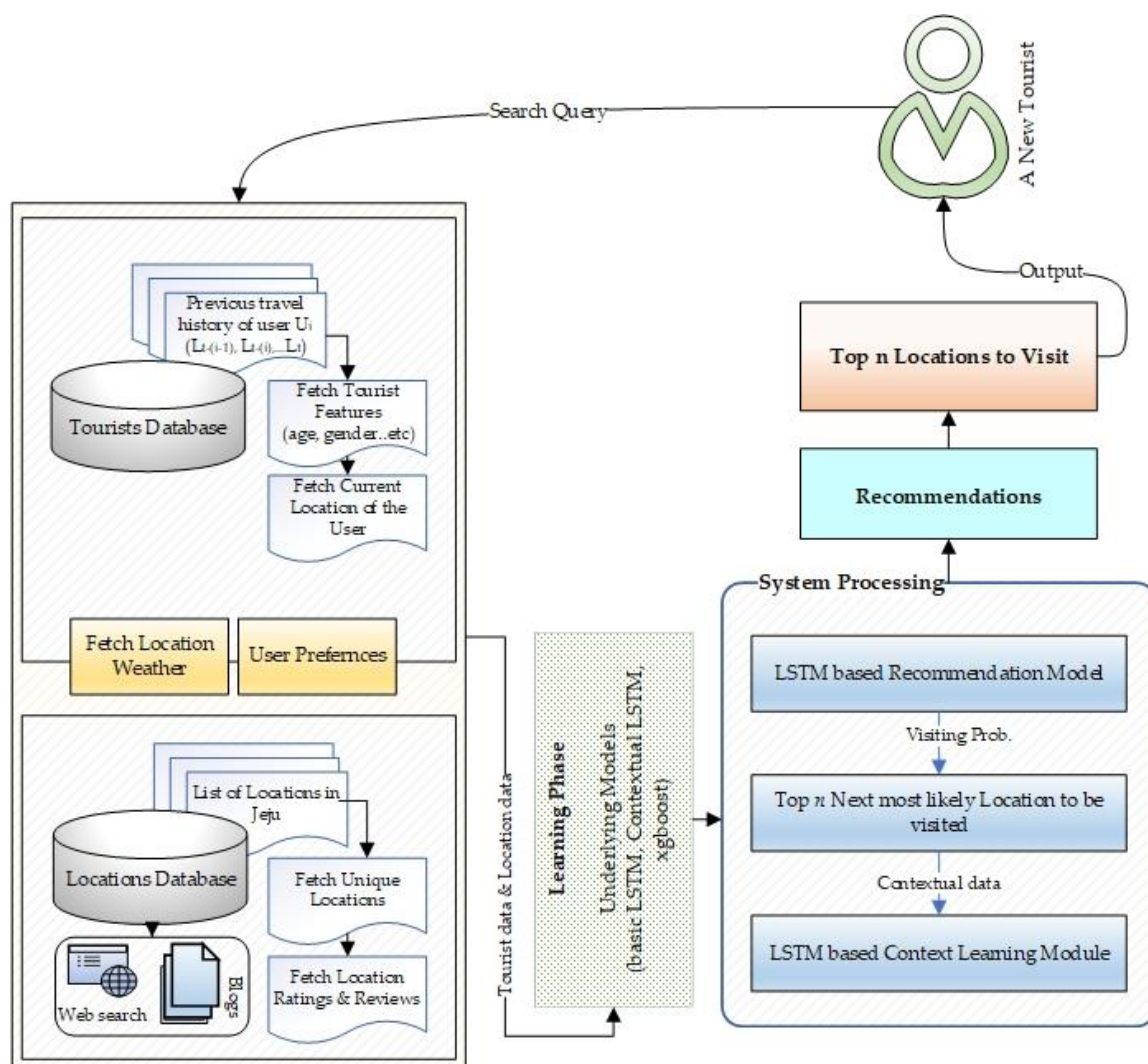 Search Query
A New Tourist
Output
Previous travel
history of user Ui
(Lt-(i-1), Lt-(i),...Lt)
Tourists Database
Fetch Tourist
Features
(age, gender..etc)
Fetch Current
Location of the
User
Fetch Location
Weather
User Prefernces
List of Locations in
Jeju
Locations Database
Fetch Unique
Locations
Fetch Location
Ratings & Reviews
Web search
Blogs
Tourist data & Location data
Learning Phase
Underlying Models
(basic LSTM, Contextual LSTM,
xgboost)
Top n Locations to Visit
Recommendations
System Processing
LSTM based Recommendation Model
Visiting Prob.
Top n Next most likely Location to be
visited
Contextual data
LSTM based Context Learning Module